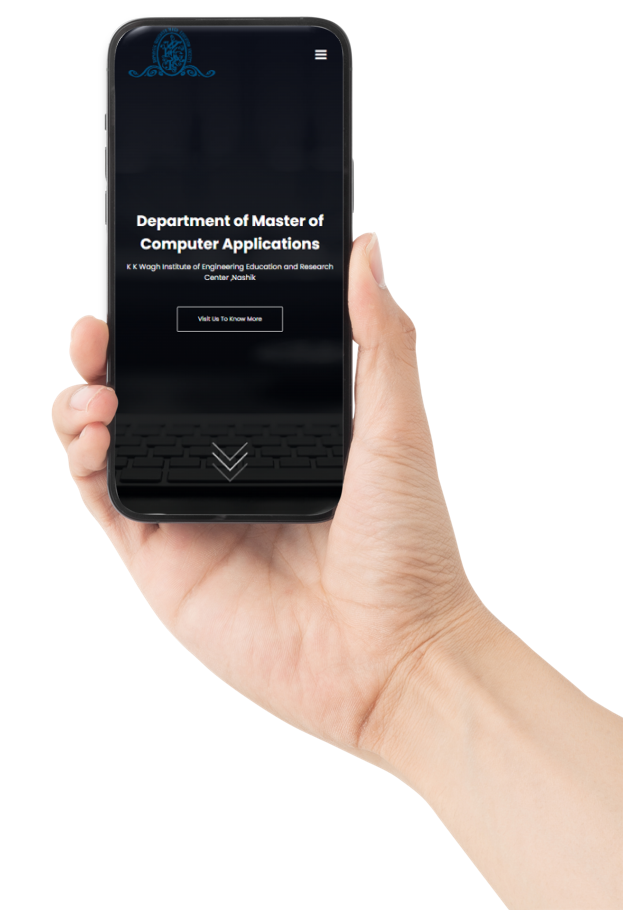 Department of Master of
Computer Applications
K K Wagh Institute of Engineering Education and Research
Center ,Nashik
Visit Us To Know More